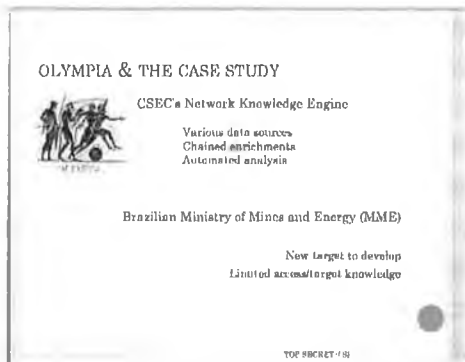 OLYMPIA & THE CASE STUDY
CSEC's Network Knowledge Engine
Various data sources
Chained enrichments
Automated analysis
Brazilian Ministry of Mines and Energy (MME)
New target to develop
Limited access/target knowledge
TOP SECRET